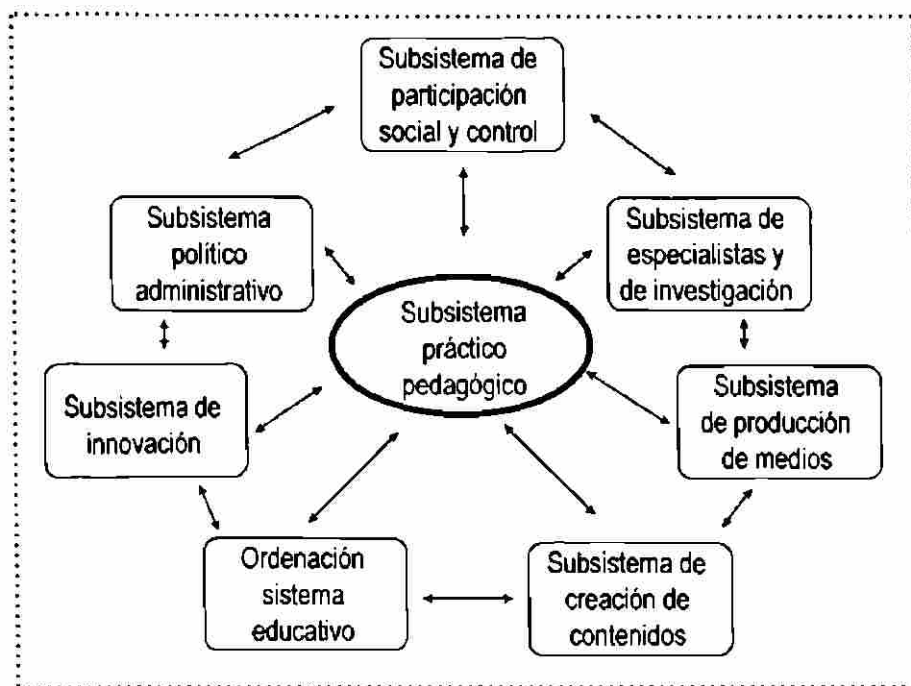 Subsistema de
participación
social y control
Subsistema
político
administrativo
Subsistema de
especialistas y
de investigación
Subsistema
práctico
pedagógico
Subsistema de
innovación
Subsistema
de producción
de medios
Ordenación
sistema
educativo
Subsistema de
creación de
contenidos